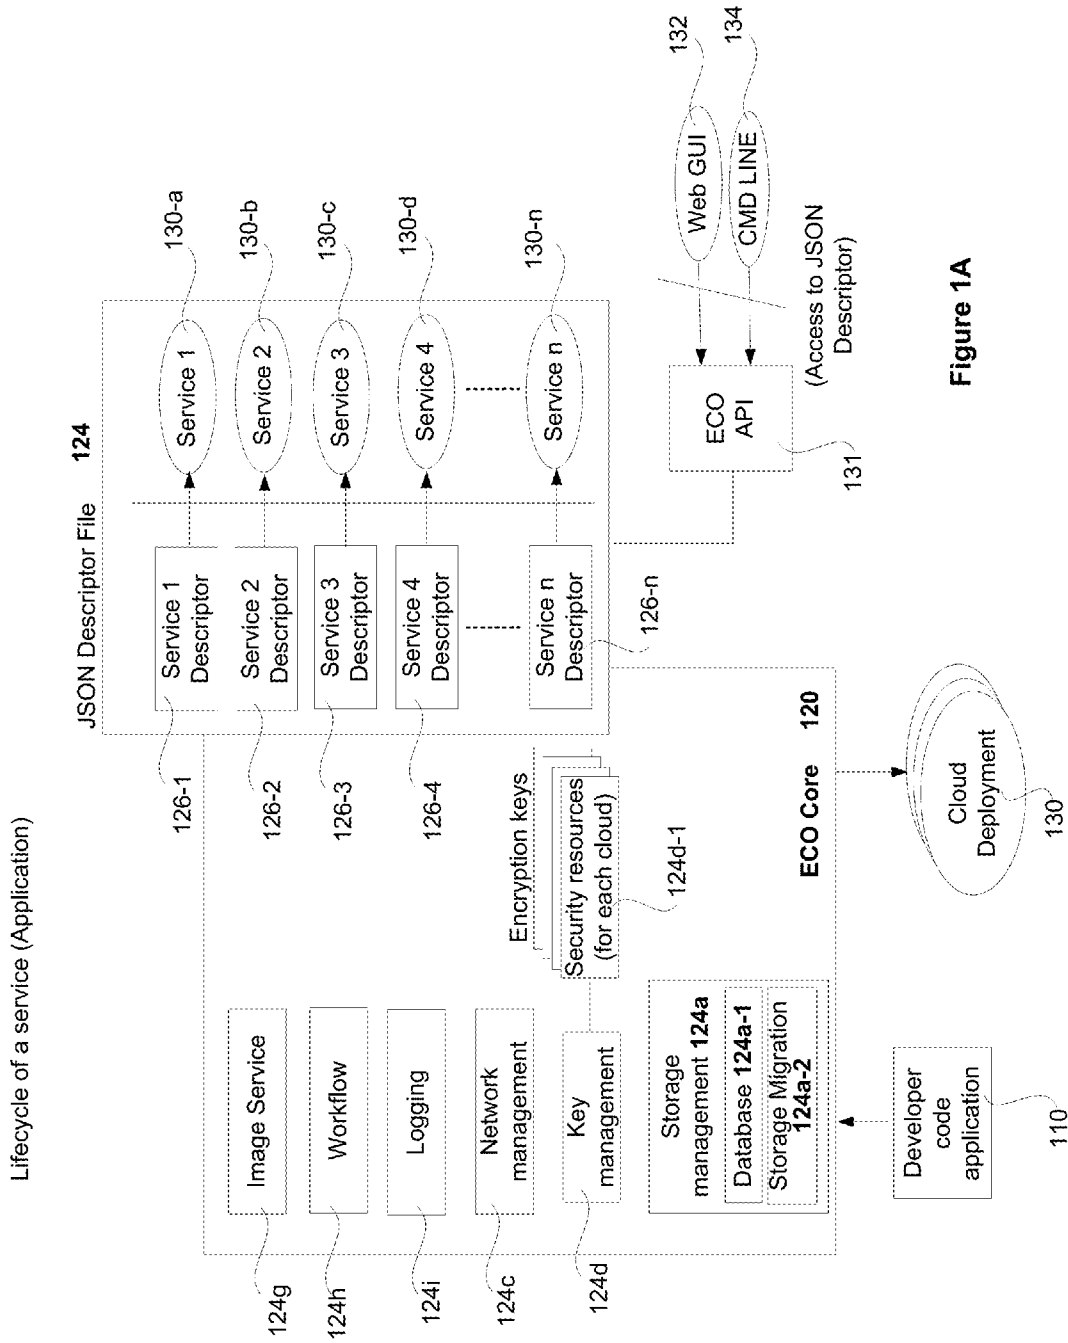 Lifecycle of a service (Application)
JSON Descriptor File 124
Service 1
Descriptor
126-1
Service 1
130-a
Service 2
Descriptor
126-2
Service 2
130-b
Service 3
Descriptor
126-3
Service 3
130-c
Service 4
Descriptor
126-4
Service 4
130-d
Service n
Descriptor
126-n
Service n
130-n
Image Service
124g
Workflow
124h
Logging
124i
Network
management
124c
Key
management
124d
Encryption keys
Security resources
(for each cloud)
124d-1
Storage
management 124a
Database 124a-1
Storage Migration
124a-2
ECO Core 120
ECO
API
131
Web GUI
132
CMD LINE
134
(Access to JSON
Descriptor)
Developer
code
application
110
Cloud
Deployment
130
Figure 1A